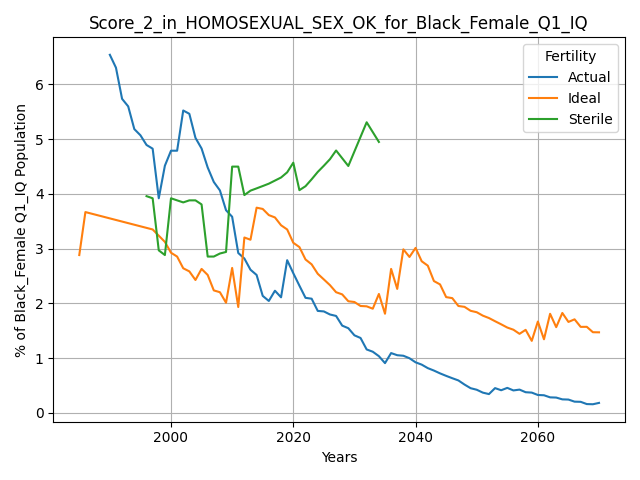 Score_2_in_HOMOSEXUAL_SEX_OK_for_Black_Female_Q1_IQ
Fertility
Actual
Ideal
Sterile
% of Black_Female Q1_IQ Population
6
5
4
3
2
1
0
2000
2020
2040
2060
Years